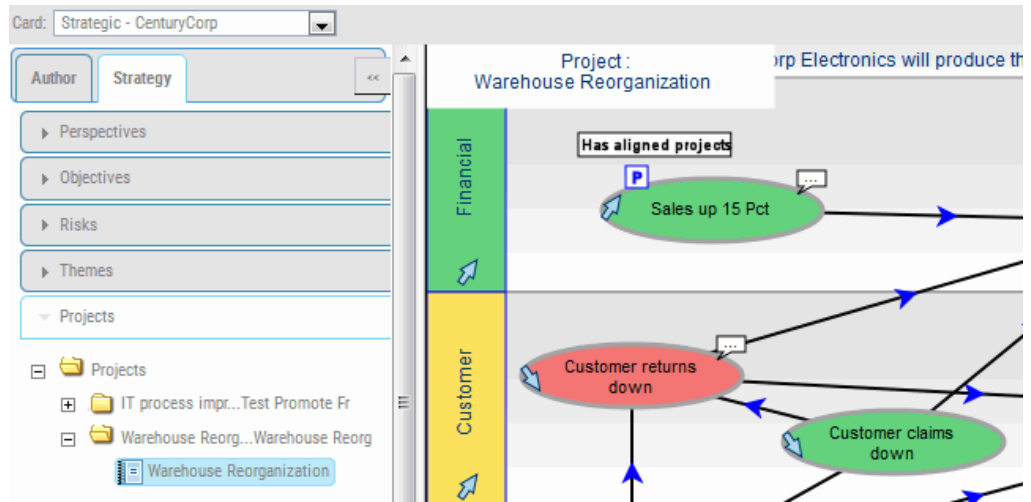 Card: Strategic - CenturyCorp
Author
Strategy
<<
Perspectives
Objectives
Risks
Themes
Projects
Projects
IT process impr...Test Promote Fr
Warehouse Reorg...Warehouse Reorg
Warehouse Reorganization
Project :
Warehouse Reorganization
orp Electronics will produce th
Financial
Has aligned projects
P
...
Sales up 15 Pct
Customer
...
Customer returns
down
Customer claims
down